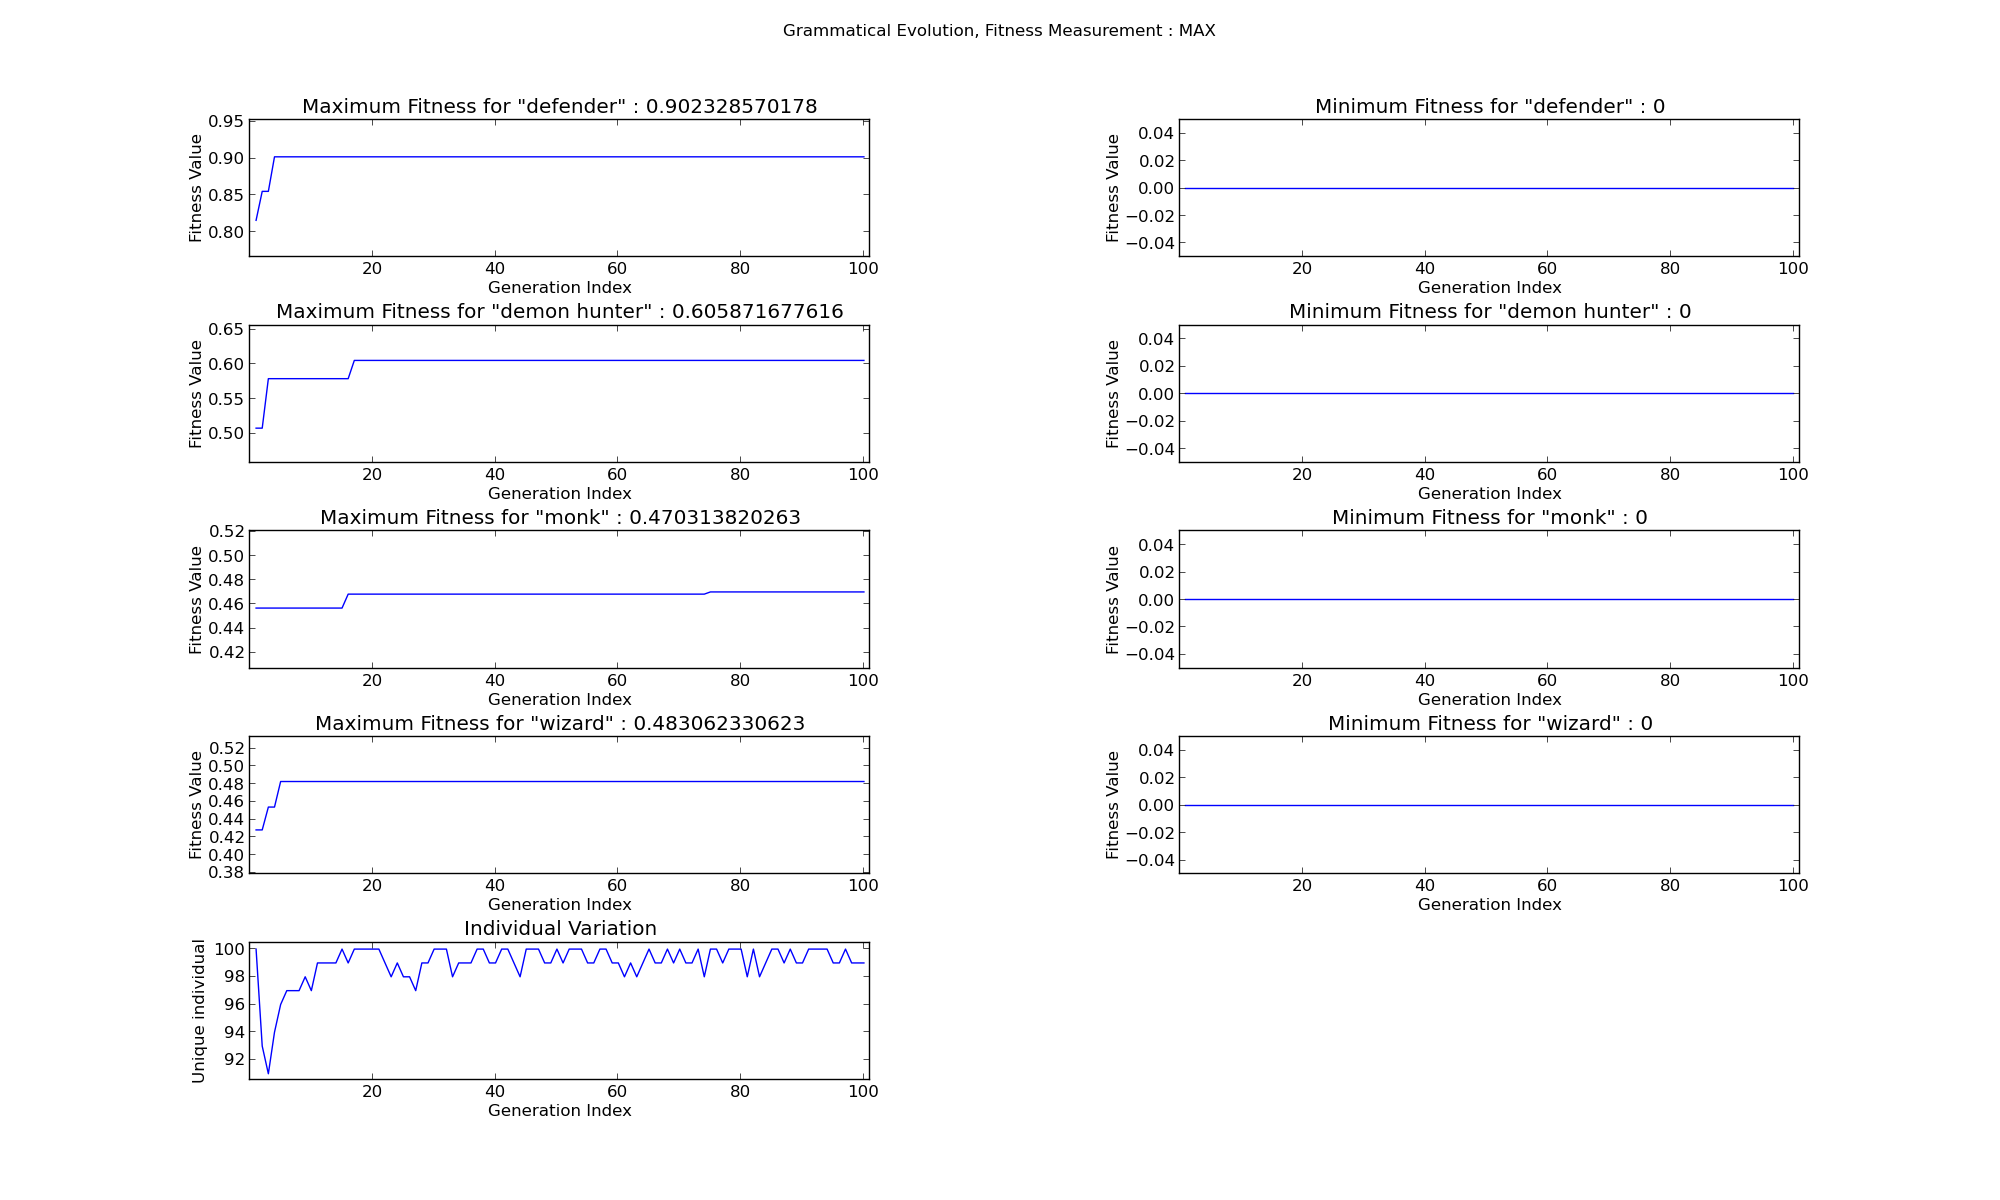 Grammatical Evolution, Fitness Measurement : MAX
Maximum Fitness for "defender" : 0.902328570178
Fitness Value
0.95
0.90
0.85
0.80
20 40 60 80 100
Generation Index
Minimum Fitness for "defender" : 0
Fitness Value
0.04
0.02
0.00
−0.02
−0.04
20 40 60 80 100
Generation Index
Maximum Fitness for "demon hunter" : 0.605871677616
Fitness Value
0.65
0.60
0.55
0.50
20 40 60 80 100
Generation Index
Minimum Fitness for "demon hunter" : 0
Fitness Value
0.04
0.02
0.00
−0.02
−0.04
20 40 60 80 100
Generation Index
Maximum Fitness for "monk" : 0.470313820263
Fitness Value
0.52
0.50
0.48
0.46
0.44
0.42
20 40 60 80 100
Generation Index
Minimum Fitness for "monk" : 0
Fitness Value
0.04
0.02
0.00
−0.02
−0.04
20 40 60 80 100
Generation Index
Maximum Fitness for "wizard" : 0.483062330623
Fitness Value
0.52
0.50
0.48
0.46
0.44
0.42
0.40
0.38
20 40 60 80 100
Generation Index
Minimum Fitness for "wizard" : 0
Fitness Value
0.04
0.02
0.00
−0.02
−0.04
20 40 60 80 100
Generation Index
Individual Variation
Unique individual
100
98
96
94
92
20 40 60 80 100
Generation Index